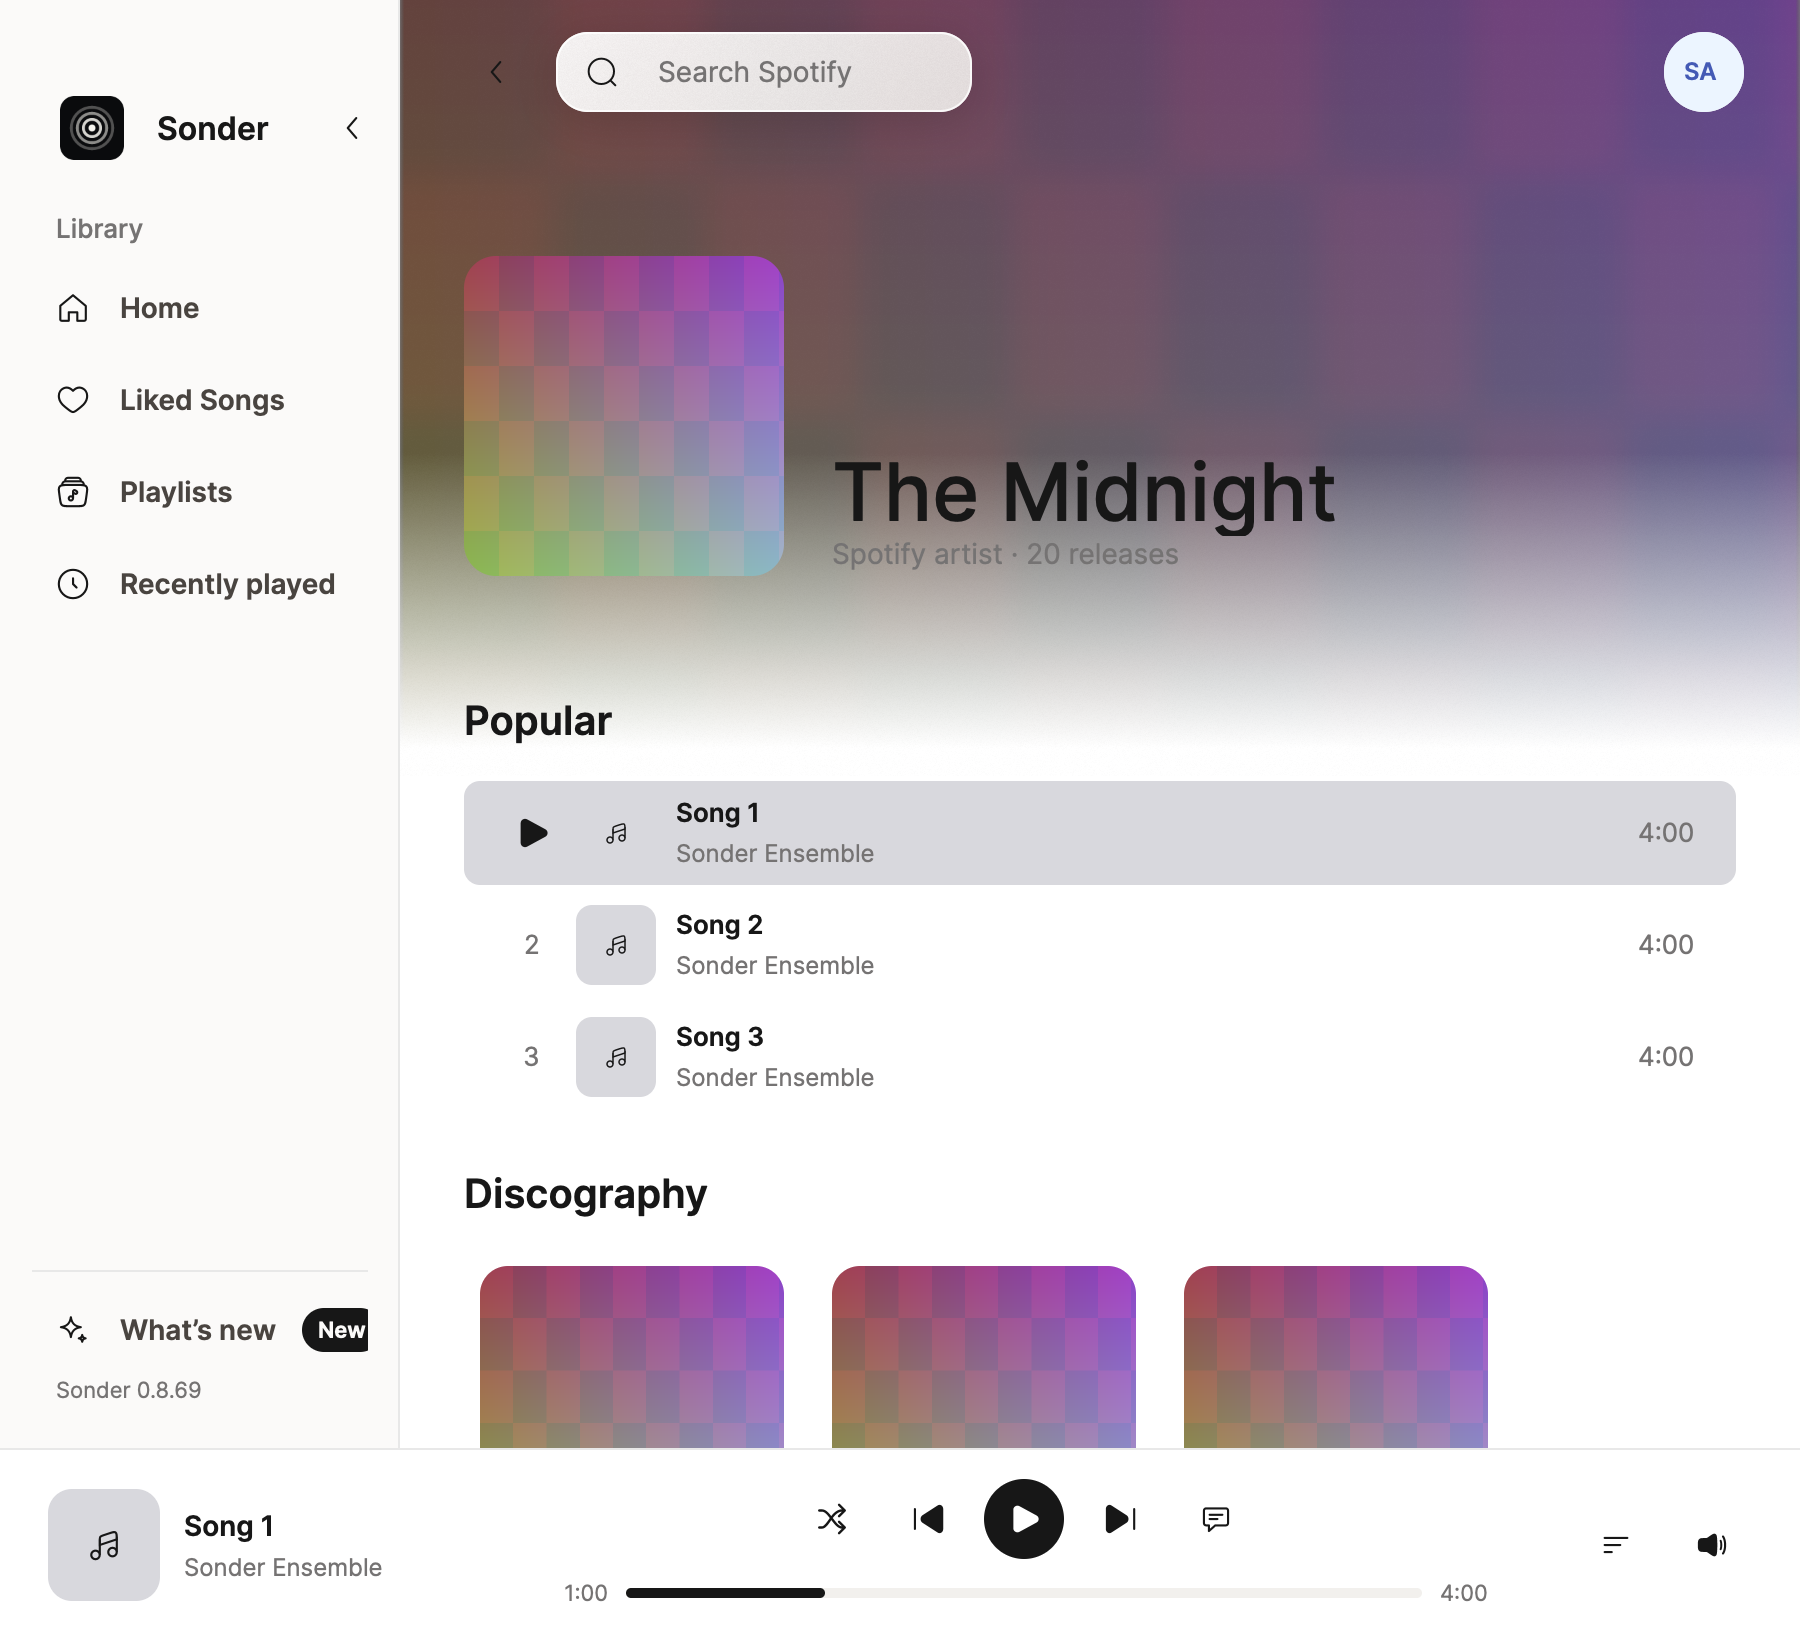 Sonder
Library
Home
Liked Songs
Playlists
Recently played
What's new New
Sonder 0.8.69
Search Spotify
SA
The Midnight
Spotify artist · 20 releases
Popular
Song 1
Sonder Ensemble
4:00
2
Song 2
Sonder Ensemble
4:00
3
Song 3
Sonder Ensemble
4:00
Discography
Song 1
Sonder Ensemble
1:00
4:00